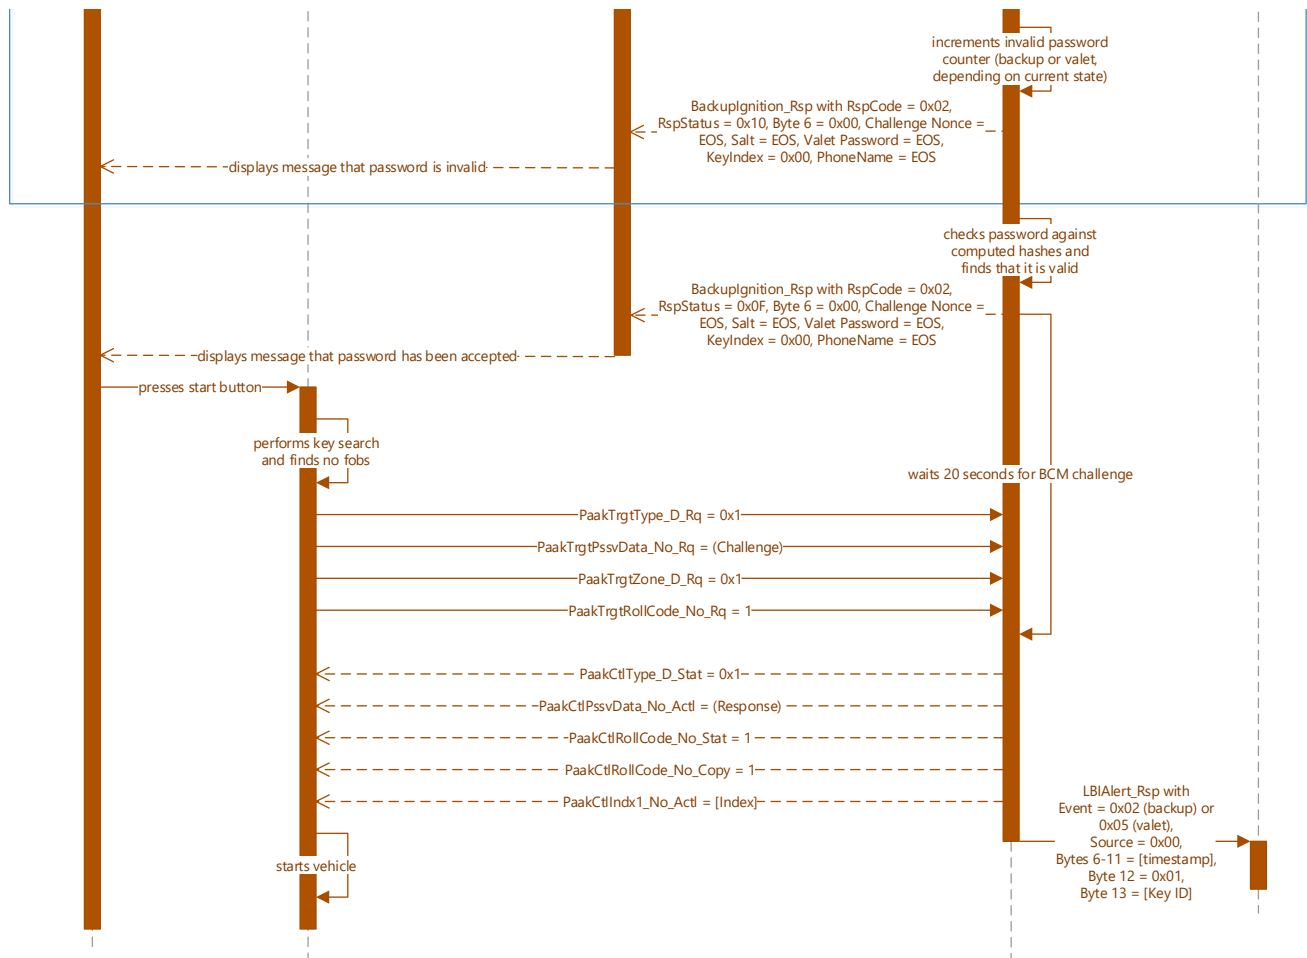 increments invalid password
counter (backup or valet,
depending on current state)
BackupIgnition_Rsp with RspCode = 0x02,
RspStatus = 0x10, Byte 6 = 0x00, Challenge Nonce =
EOS, Salt = EOS, Valet Password = EOS,
KeyIndex = 0x00, PhoneName = EOS
displays message that password is invalid
checks password against
computed hashes and
finds that it is valid
BackupIgnition_Rsp with RspCode = 0x02,
RspStatus = 0x0F, Byte 6 = 0x00, Challenge Nonce =
EOS, Salt = EOS, Valet Password = EOS,
KeyIndex = 0x00, PhoneName = EOS
displays message that password has been accepted
presses start button
performs key search
and finds no fobs
waits 20 seconds for BCM challenge
PaakTrgtType_D_Rq = 0x1
PaakTrgtPssvData_No_Rq = (Challenge)
PaakTrgtZone_D_Rq = 0x1
PaakTrgtRollCode_No_Rq = 1
PaakCtlType_D_Stat = 0x1
PaakCtlPssvData_No_Actl = (Response)
PaakCtlRollCode_No_Stat = 1
PaakCtlRollCode_No_Copy = 1
PaakCtlIndx1_No_Actl = [Index]
LBIAlert_Rsp with
Event = 0x02 (backup) or
0x05 (valet),
Source = 0x00,
Bytes 6-11 = [timestamp],
Byte 12 = 0x01,
Byte 13 = [Key ID]
starts vehicle